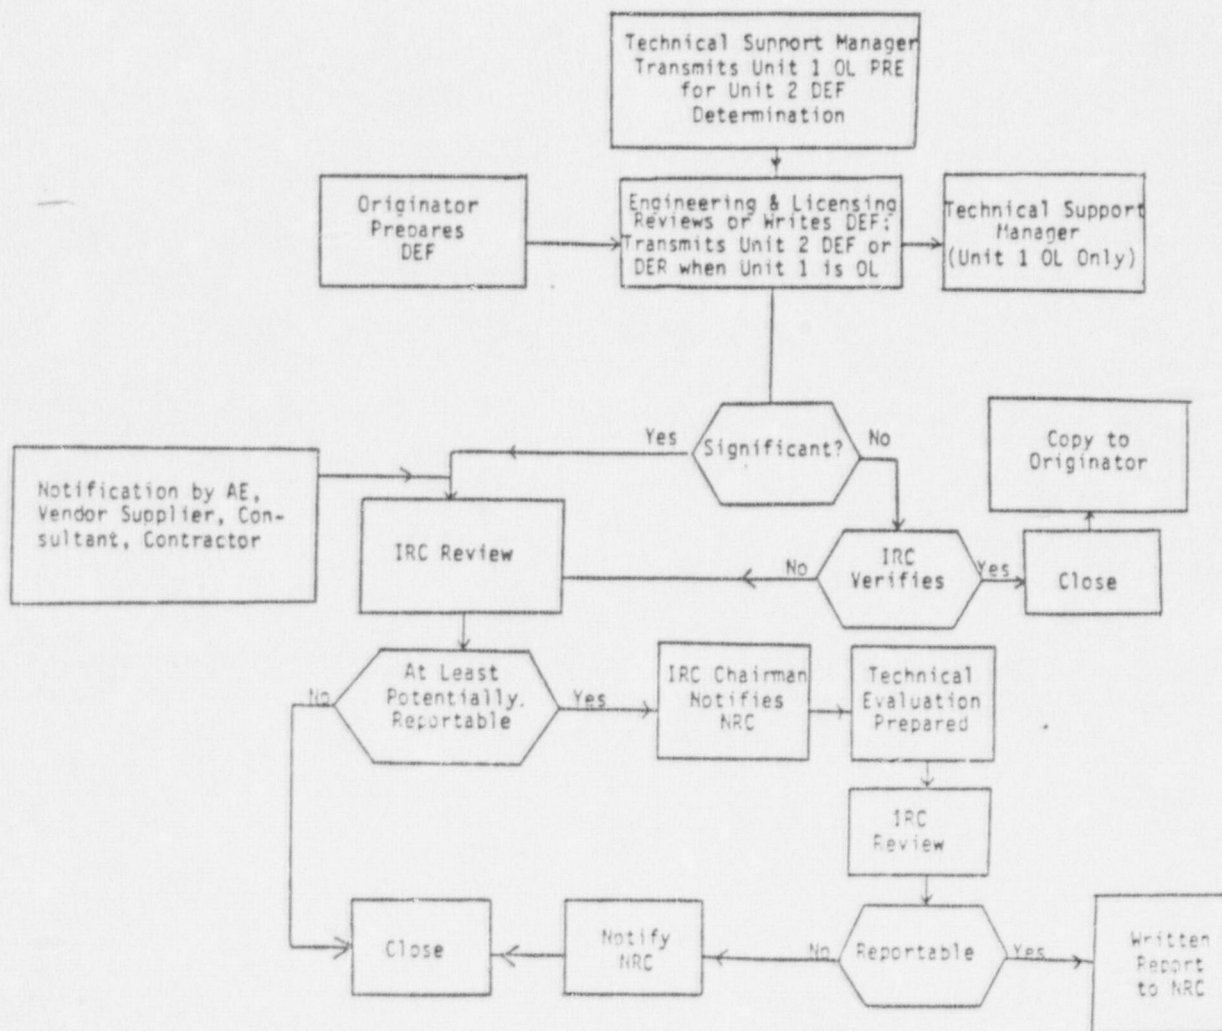 Technical Support Manager
Transmits Unit 1 OL PRE
for Unit 2 DEF
Determination
Originator
Prepares
DEF
Engineering & Licensing
Reviews or Writes DEF:
Transmits Unit 2 DEF or
DER when Unit 1 is OL
Technical Support
Manager
(Unit 1 OL Only)
Yes
Significant?
No
Copy to
Originator
Notification by AE,
Vendor Supplier, Con-
sultant, Contractor
IRC Review
No
IRC
Verifies
Yes
Close
No
At Least
Potentially.
Reportable
Yes
IRC Chairman
Notifies
NRC
Technical
Evaluation
Prepared
IRC
Review
Close
Notify
NRC
No
Reportable
Yes
Written
Report
to NRC